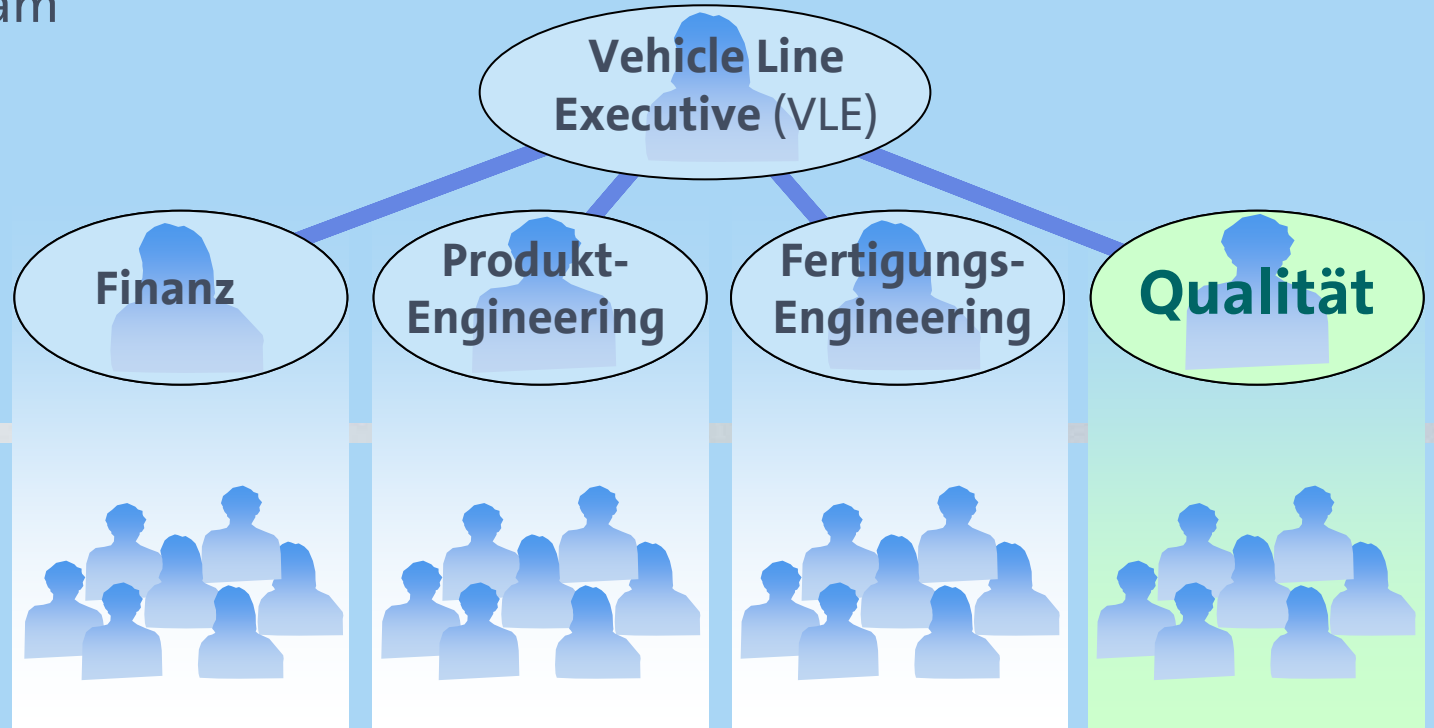 Vehicle Line
Executive (VLE)
Finanz
Produkt-
Engineering
Fertigungs-
Engineering
Qualität